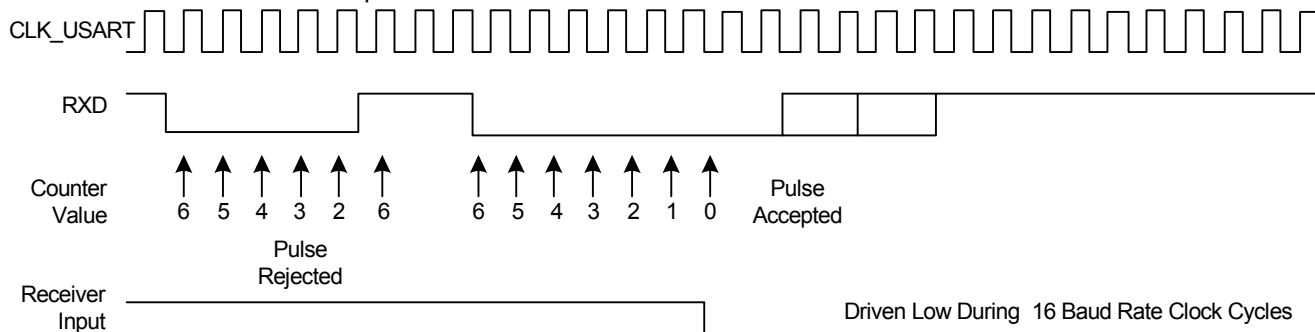 CLK_USART
RXD
Counter
Value
6 5 4 3 2 6 6 5 4 3 2 1 0
Pulse
Accepted
Pulse
Rejected
Receiver
Input
Driven Low During 16 Baud Rate Clock Cycles